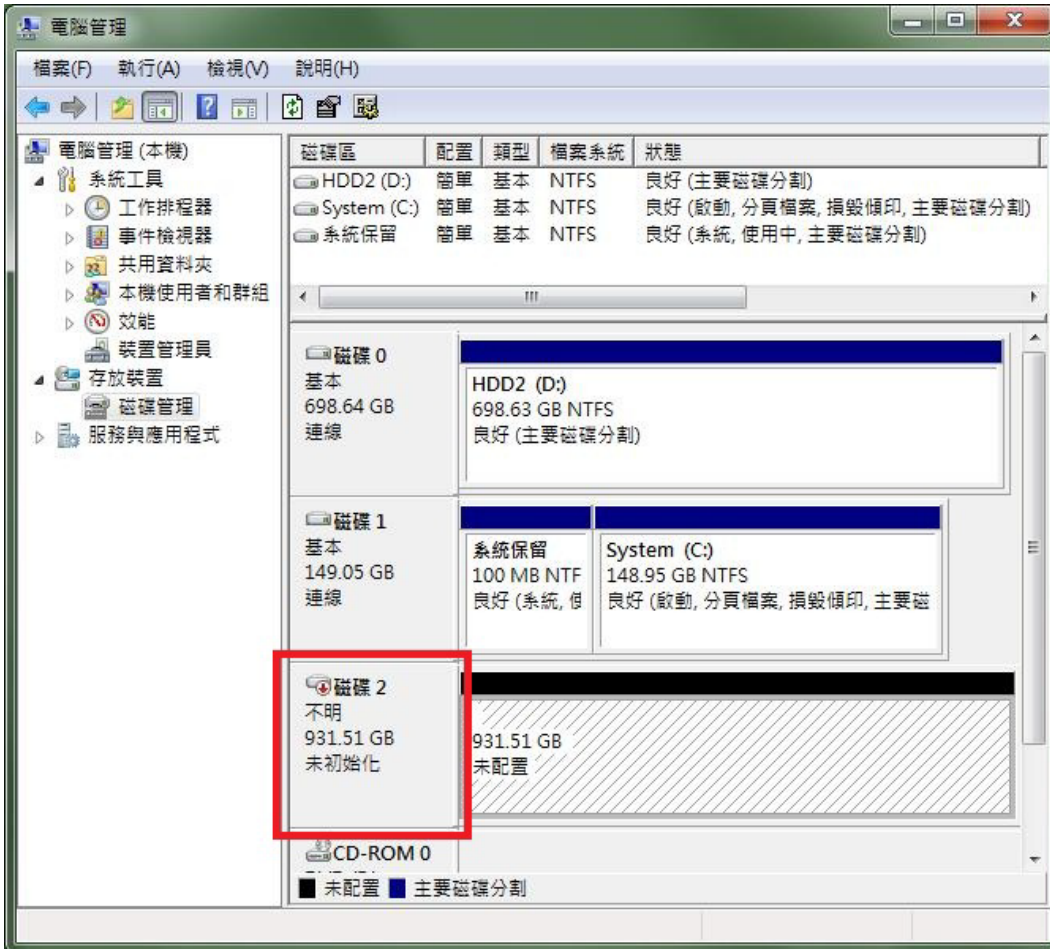 電腦管理
檔案(F) 執行(A) 檢視(V) 說明(H)
電腦管理 (本機)
系統工具
工作排程器
事件檢視器
共用資料夾
本機使用者和群組
效能
裝置管理員
存放裝置
磁碟管理
服務與應用程式
磁碟區 配置 類型 檔案系統 狀態
HDD2 (D:) 簡單 基本 NTFS 良好 (主要磁碟分割)
System (C:) 簡單 基本 NTFS 良好 (啟動, 分頁檔案, 損毀傾印, 主要磁碟分割)
系統保留 簡單 基本 NTFS 良好 (系統, 使用中, 主要磁碟分割)
磁碟 0
基本
698.64 GB
連線
HDD2 (D:)
698.63 GB NTFS
良好 (主要磁碟分割)
磁碟 1
基本
149.05 GB
連線
系統保留
100 MB NTF
良好 (系統, 使
System (C:)
148.95 GB NTFS
良好 (啟動, 分頁檔案, 損毀傾印, 主要磁
磁碟 2
不明
931.51 GB
未初始化
931.51 GB
未配置
CD-ROM 0
未配置 主要磁碟分割